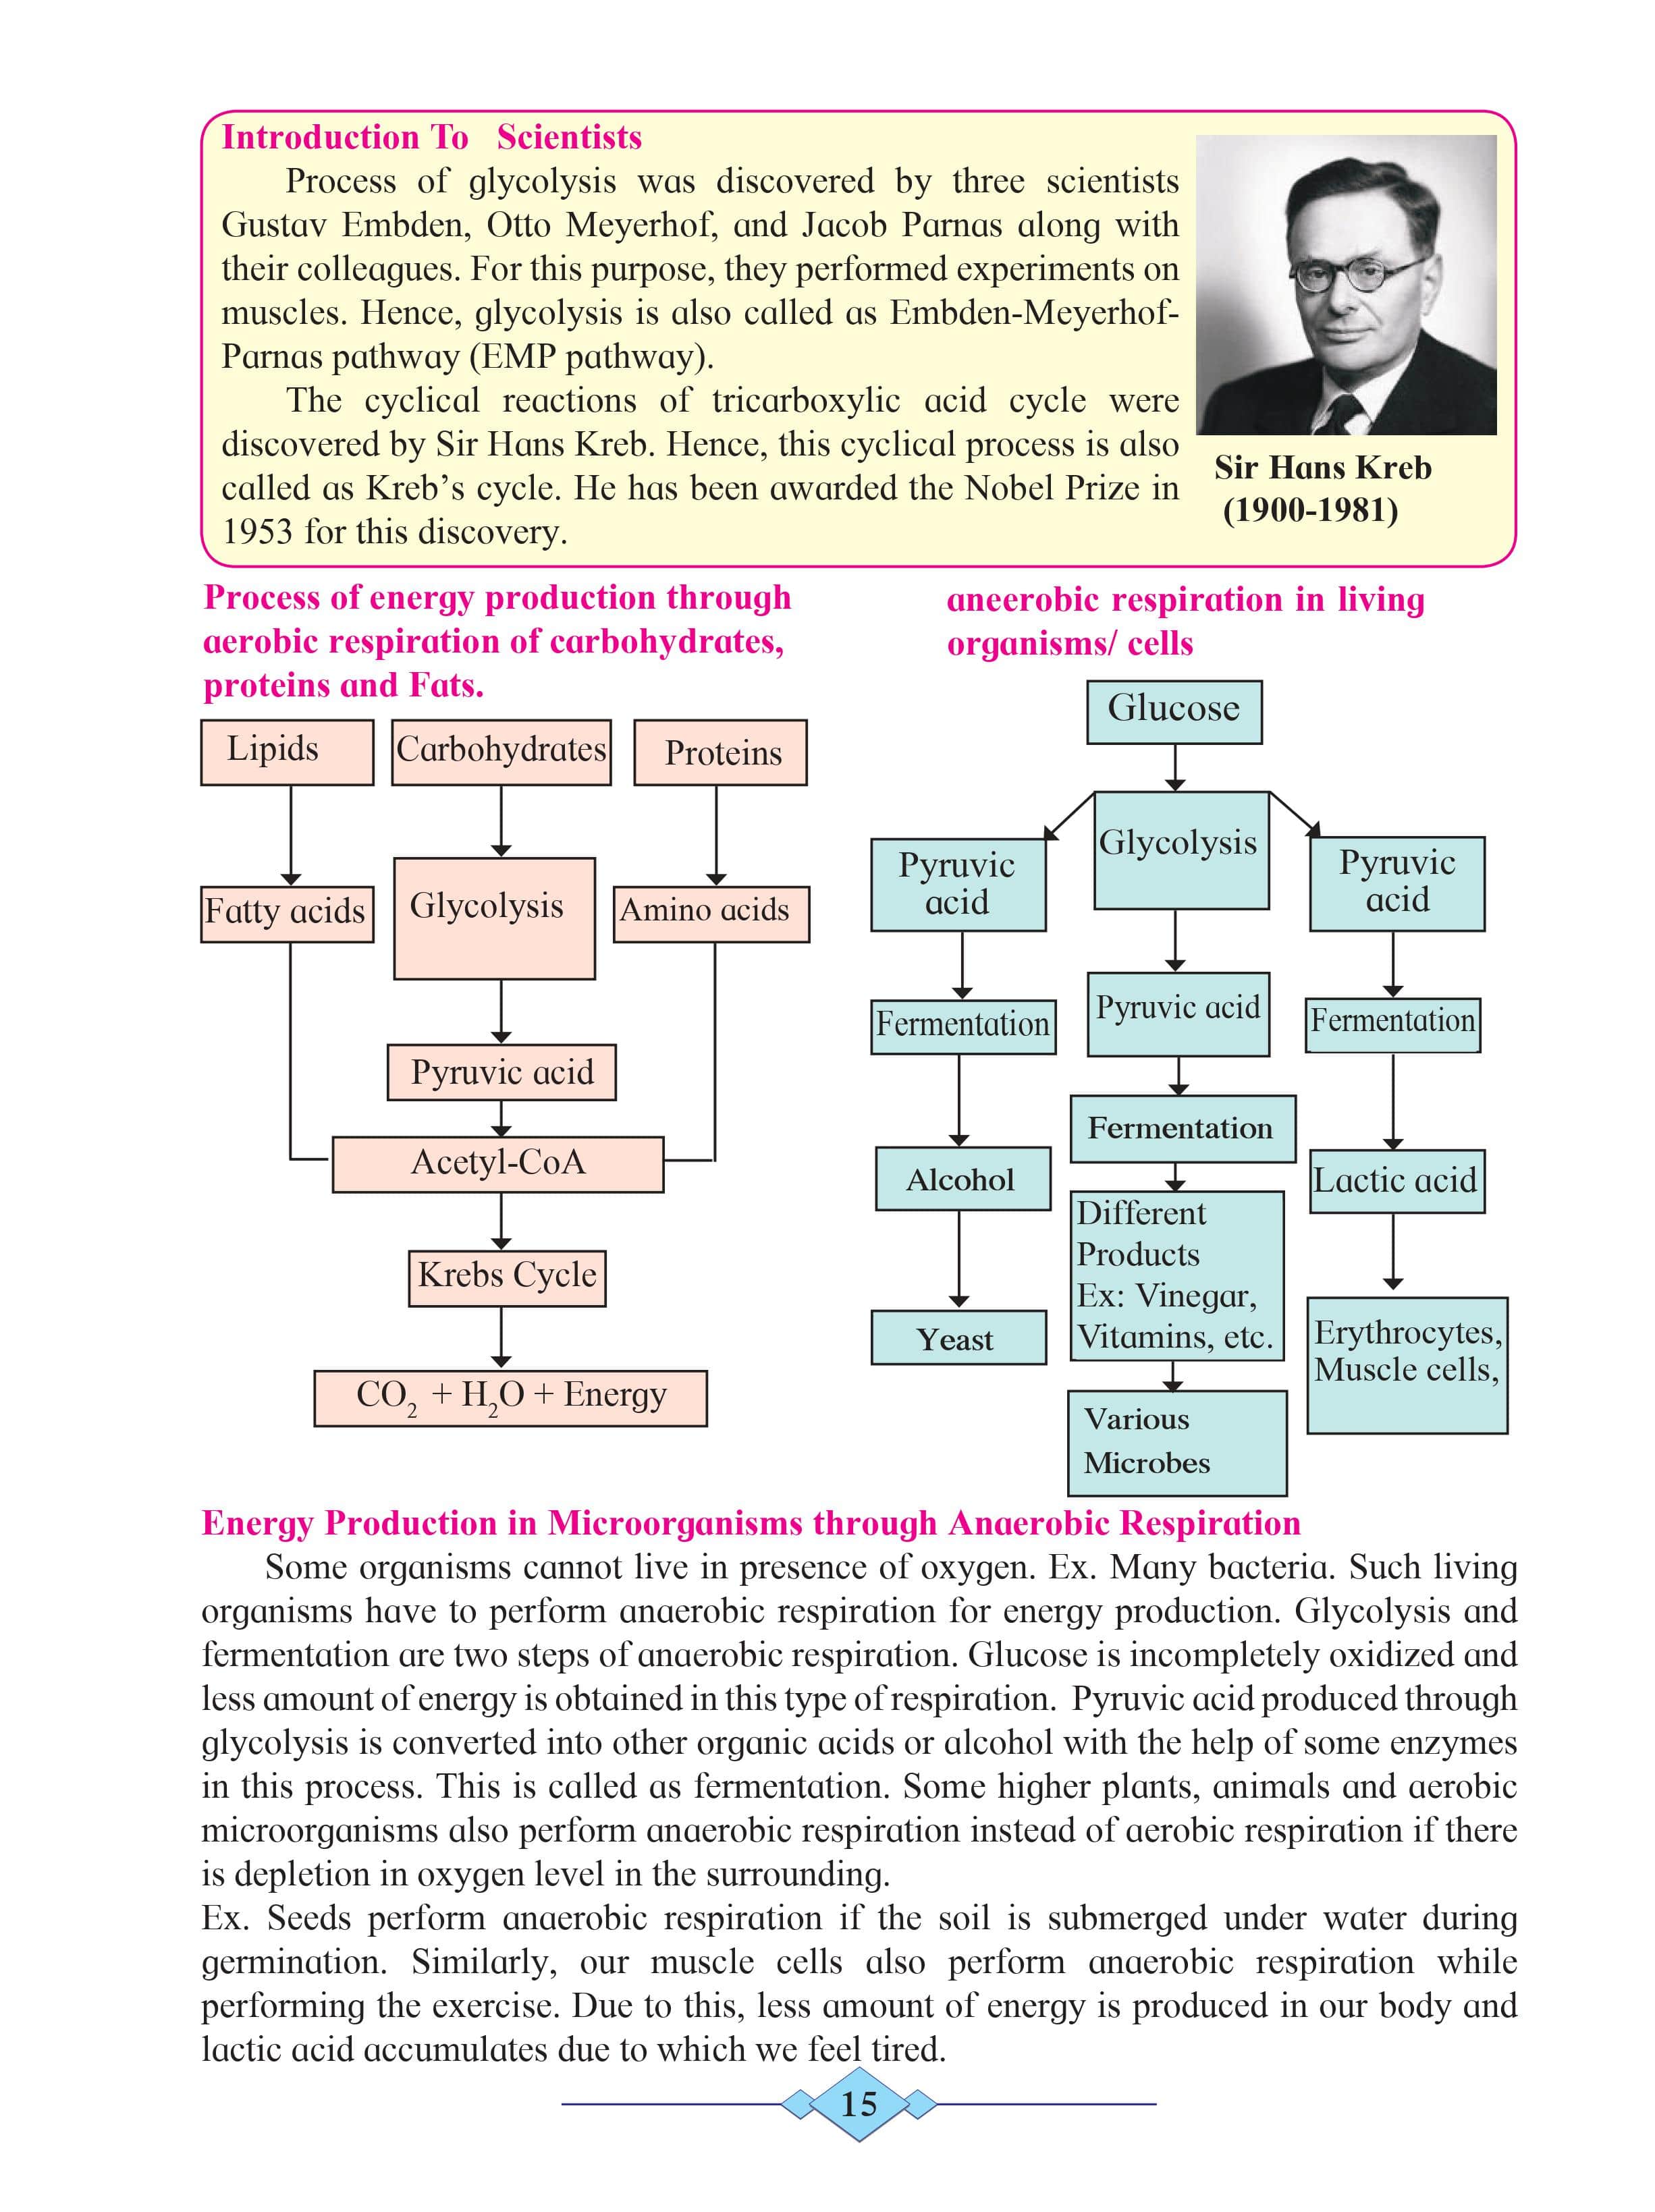 Introduction To Scientists
Process of glycolysis was discovered by three scientists
Gustav Embden, Otto Meyerhof, and Jacob Parnas along with
their colleagues. For this purpose, they performed experiments on
muscles. Hence, glycolysis is also called as Embden-Meyerhof-
Parnas pathway (EMP pathway).
The cyclical reactions of tricarboxylic acid cycle were
discovered by Sir Hans Kreb. Hence, this cyclical process is also
called as Kreb’s cycle. He has been awarded the Nobel Prize in
1953 for this discovery.
Sir Hans Kreb
(1900-1981)
Process of energy production through
aerobic respiration of carbohydrates,
proteins and Fats.
Lipids
Carbohydrates
Proteins
Fatty acids
Glycolysis
Amino acids
Pyruvic acid
Acetyl-CoA
Krebs Cycle
CO2 + H2O + Energy
aneerobic respiration in living
organisms/ cells
Glucose
Glycolysis
Pyruvic
acid
Fermentation
Alcohol
Yeast
Pyruvic acid
Fermentation
Different
Products
Ex: Vinegar,
Vitamins, etc.
Various
Microbes
Pyruvic
acid
Fermentation
Lactic acid
Erythrocytes,
Muscle cells,
Energy Production in Microorganisms through Anaerobic Respiration
Some organisms cannot live in presence of oxygen. Ex. Many bacteria. Such living
organisms have to perform anaerobic respiration for energy production. Glycolysis and
fermentation are two steps of anaerobic respiration. Glucose is incompletely oxidized and
less amount of energy is obtained in this type of respiration. Pyruvic acid produced through
glycolysis is converted into other organic acids or alcohol with the help of some enzymes
in this process. This is called as fermentation. Some higher plants, animals and aerobic
microorganisms also perform anaerobic respiration instead of aerobic respiration if there
is depletion in oxygen level in the surrounding.
Ex. Seeds perform anaerobic respiration if the soil is submerged under water during
germination. Similarly, our muscle cells also perform anaerobic respiration while
performing the exercise. Due to this, less amount of energy is produced in our body and
lactic acid accumulates due to which we feel tired.
15